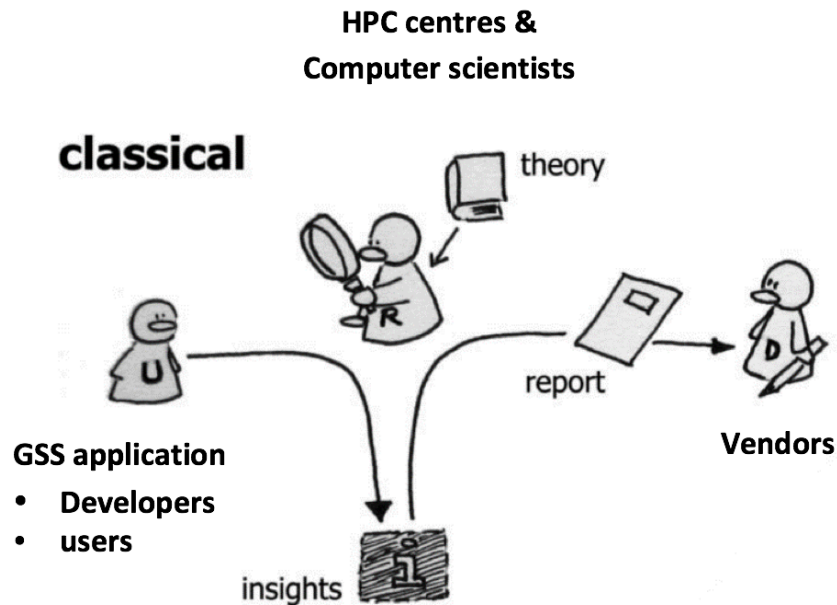 HPC centres &
Computer scientists
classical
theory
R
U
D
report
Vendors
GSS application
• Developers
• users
i
insights